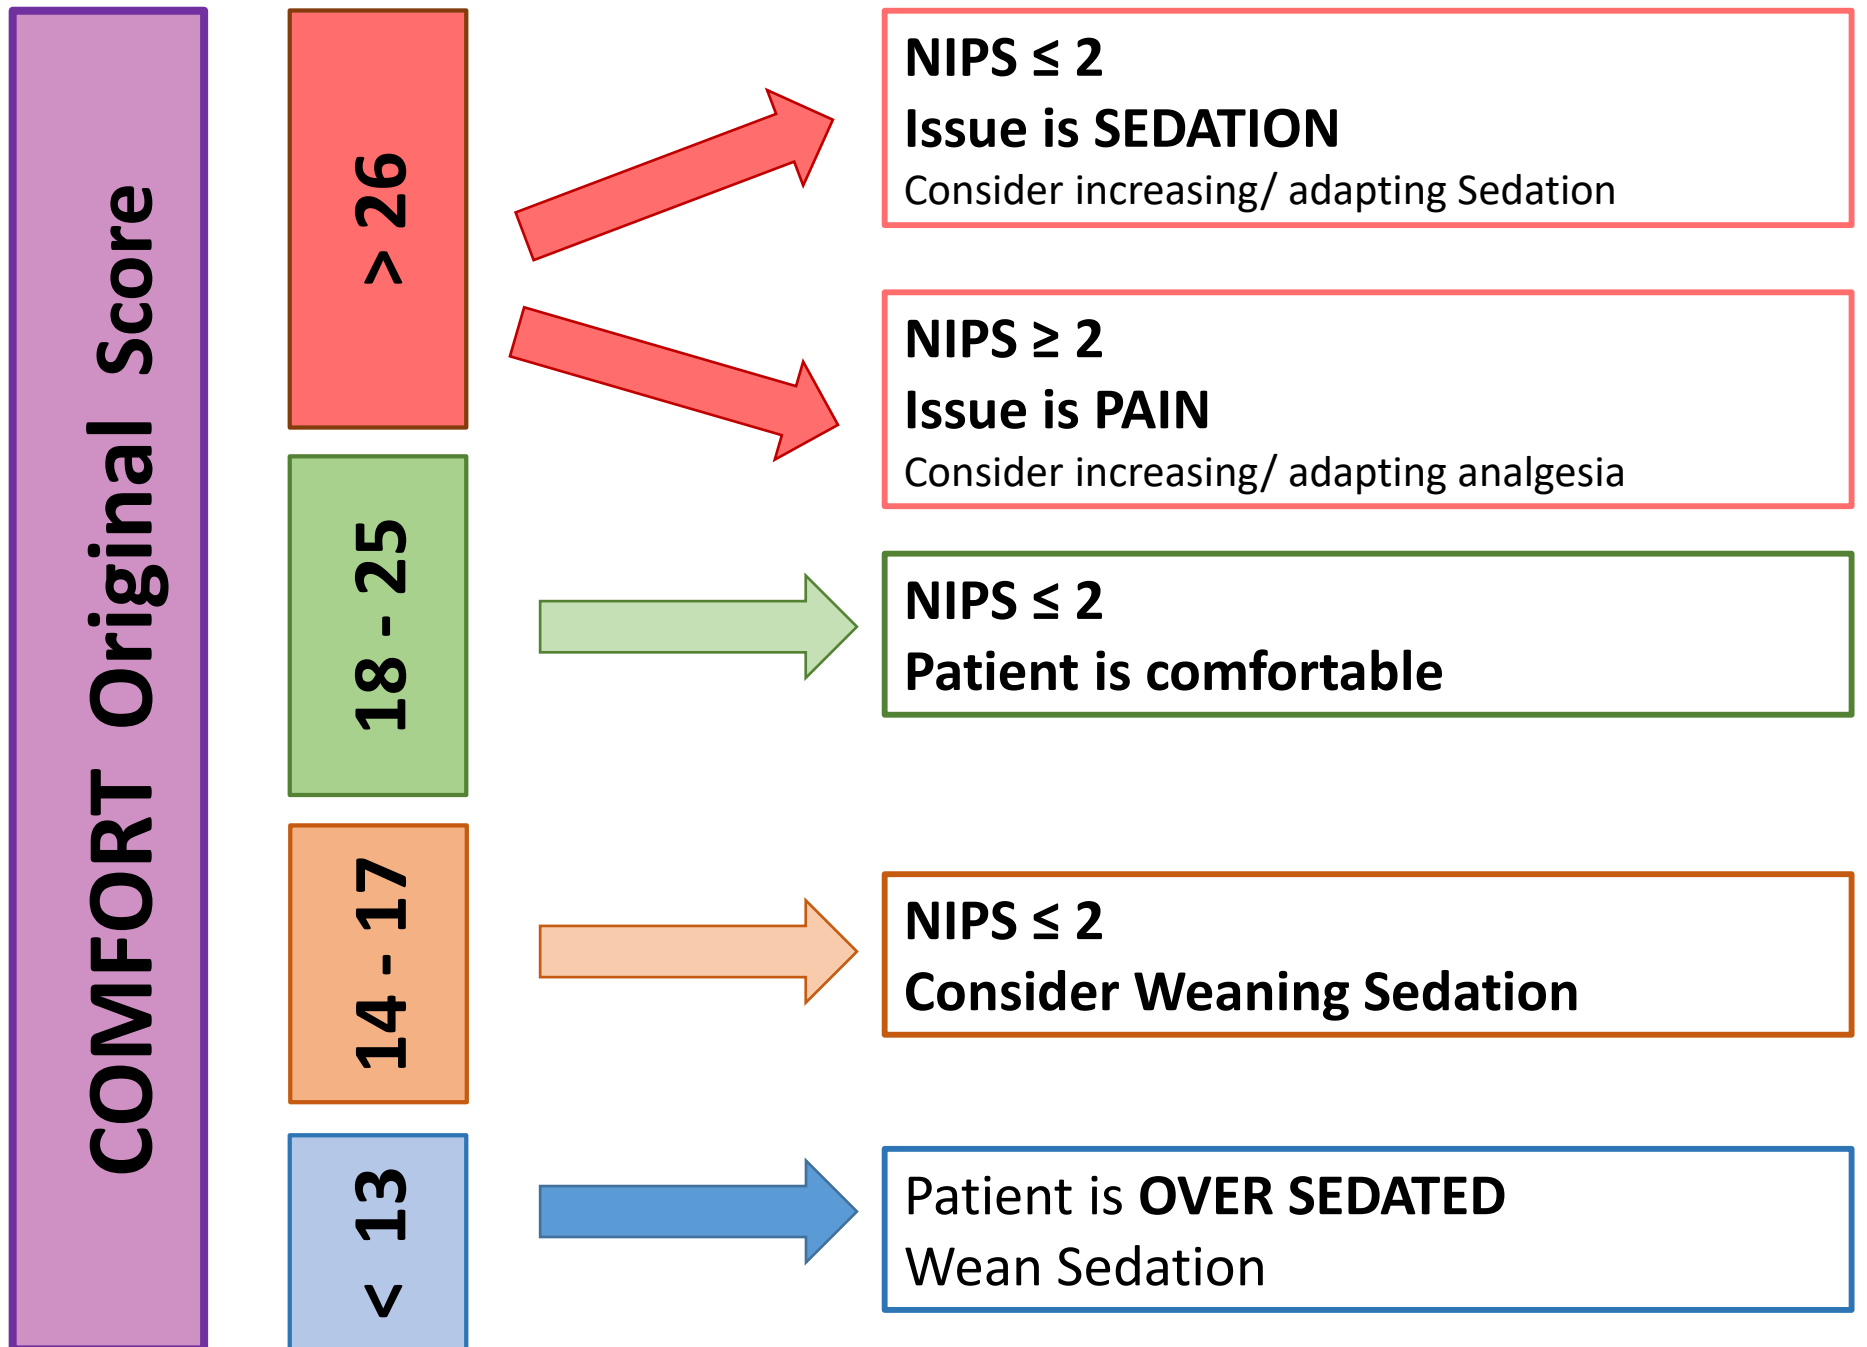 COMFORT Original Score
> 26
NIPS ≤ 2
Issue is SEDATION
Consider increasing/ adapting Sedation
NIPS ≥ 2
Issue is PAIN
Consider increasing/ adapting analgesia
18 - 25
NIPS ≤ 2
Patient is comfortable
14 - 17
NIPS ≤ 2
Consider Weaning Sedation
< 13
Patient is OVER SEDATED
Wean Sedation